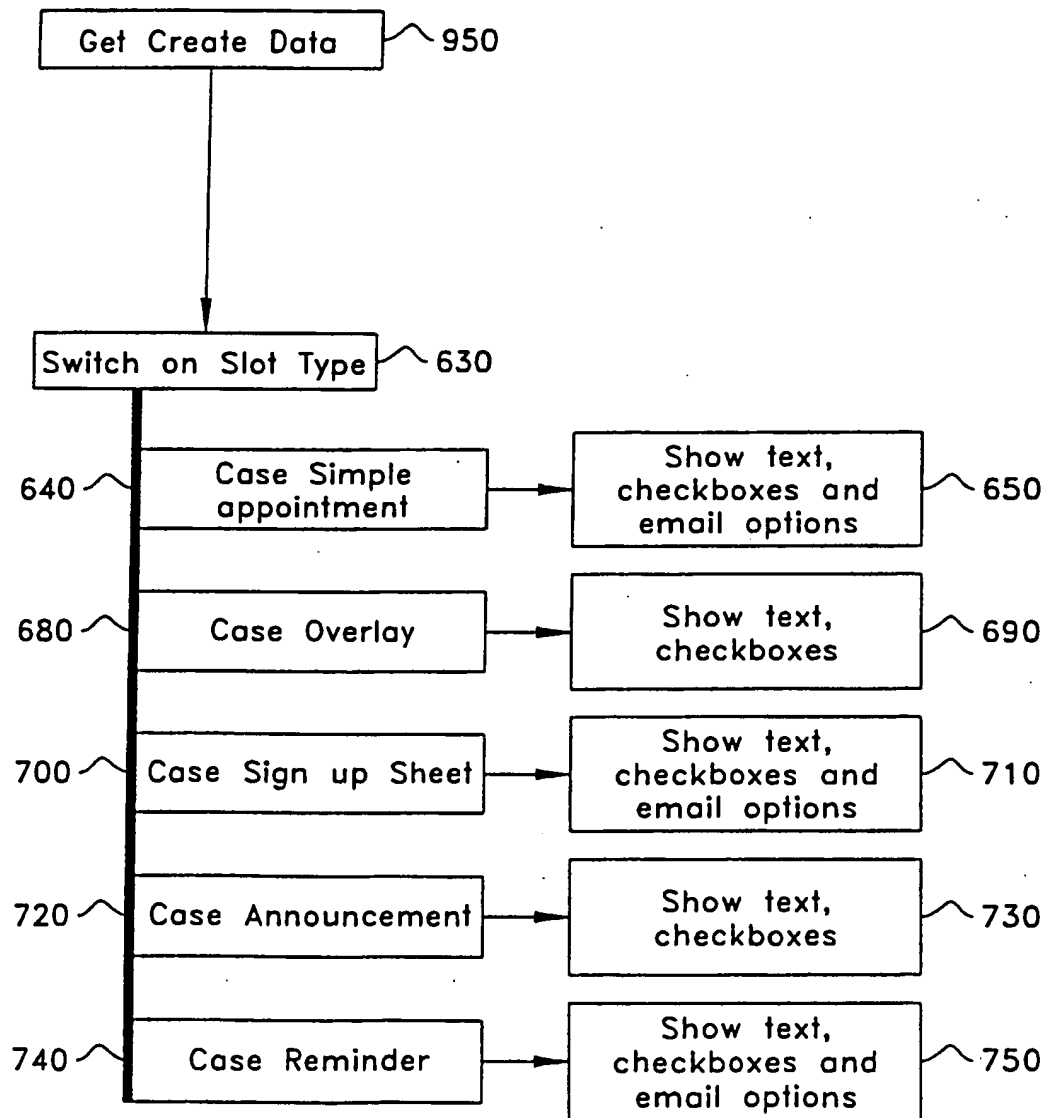 Get Create Data
950
Switch on Slot Type
630
640
Case Simple
appointment
Show text,
checkboxes and
email options
650
680
Case Overlay
Show text,
checkboxes
690
700
Case Sign up Sheet
Show text,
checkboxes and
email options
710
720
Case Announcement
Show text,
checkboxes
730
740
Case Reminder
Show text,
checkboxes and
email options
750